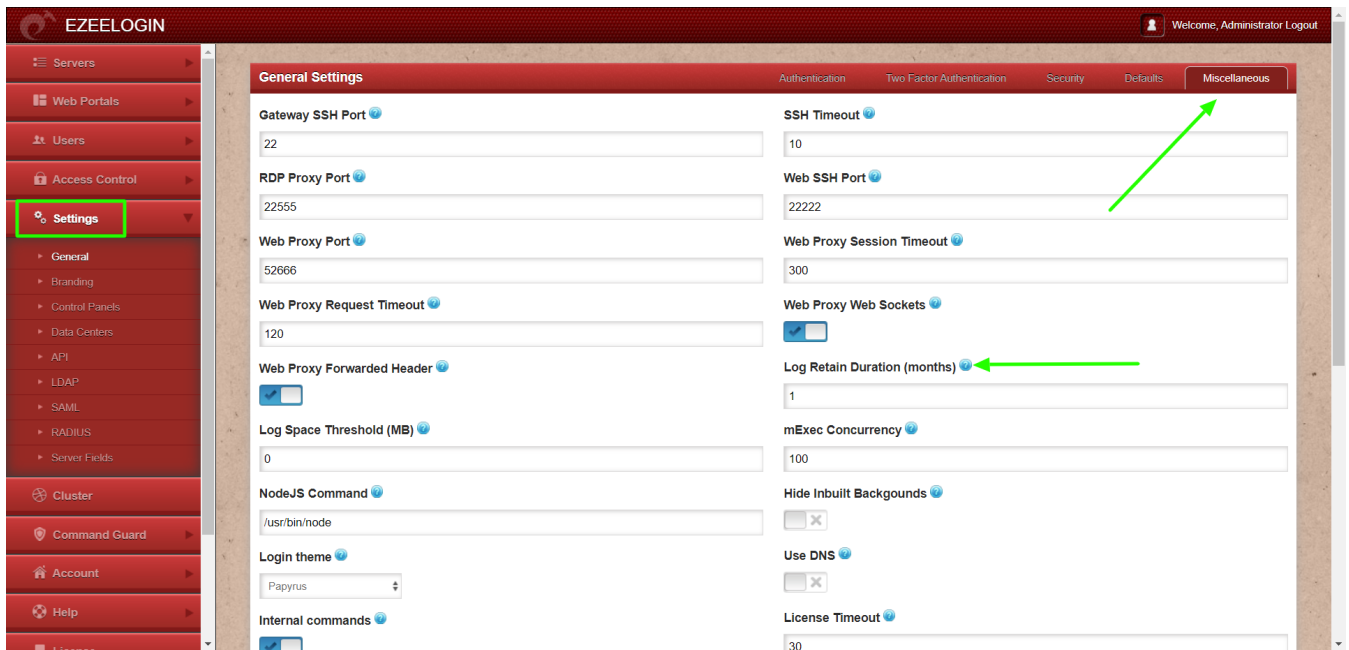 EZEELOGIN
Welcome, Administrator Logout
Servers
Web Portals
Users
Access Control
Settings
General
Branding
Control Panels
Data Centers
API
LDAP
SAML
RADIUS
Server Fields
Cluster
Command Guard
Account
Help
License
General Settings
Authentication
Two Factor Authentication
Security
Defaults
Miscellaneous
Gateway SSH Port
22
SSH Timeout
10
RDP Proxy Port
22555
Web SSH Port
22222
Web Proxy Port
52666
Web Proxy Session Timeout
300
Web Proxy Request Timeout
120
Web Proxy Web Sockets
Web Proxy Forwarded Header
Log Retain Duration (months)
1
Log Space Threshold (MB)
0
mExec Concurrency
100
NodeJS Command
/usr/bin/node
Hide Inbuilt Backgounds
Login theme
Papyrus
Use DNS
Internal commands
License Timeout
30